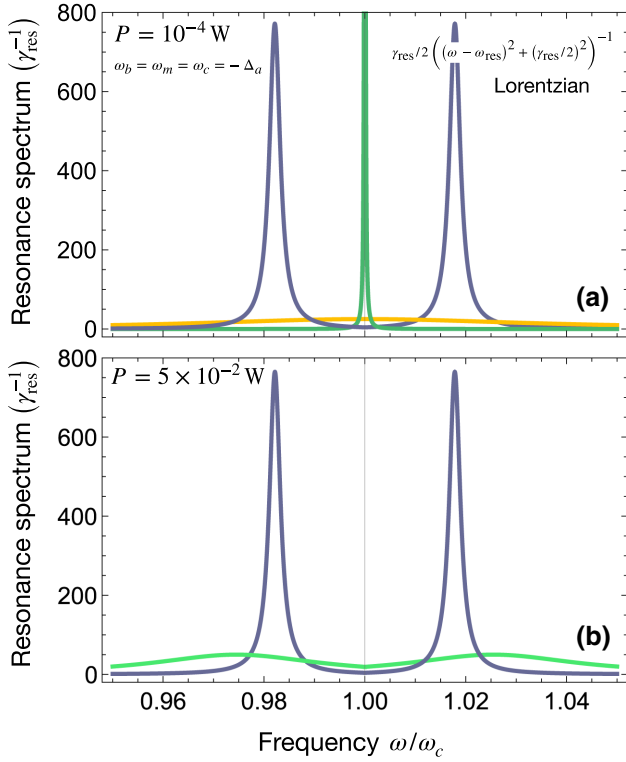 800
600
400
200
0
Resonance spectrum (γ_res^{-1})
P = 10^{-4} W
ω_b = ω_m = ω_c = − Δ_a
γ_res/2 ((ω − ω_res)^2 + (γ_res/2)^2)^{-1}
Lorentzian
(a)
800
600
400
200
0
Resonance spectrum (γ_res^{-1})
P = 5 × 10^{-2} W
(b)
0.96 0.98 1.00 1.02 1.04
Frequency ω/ω_c